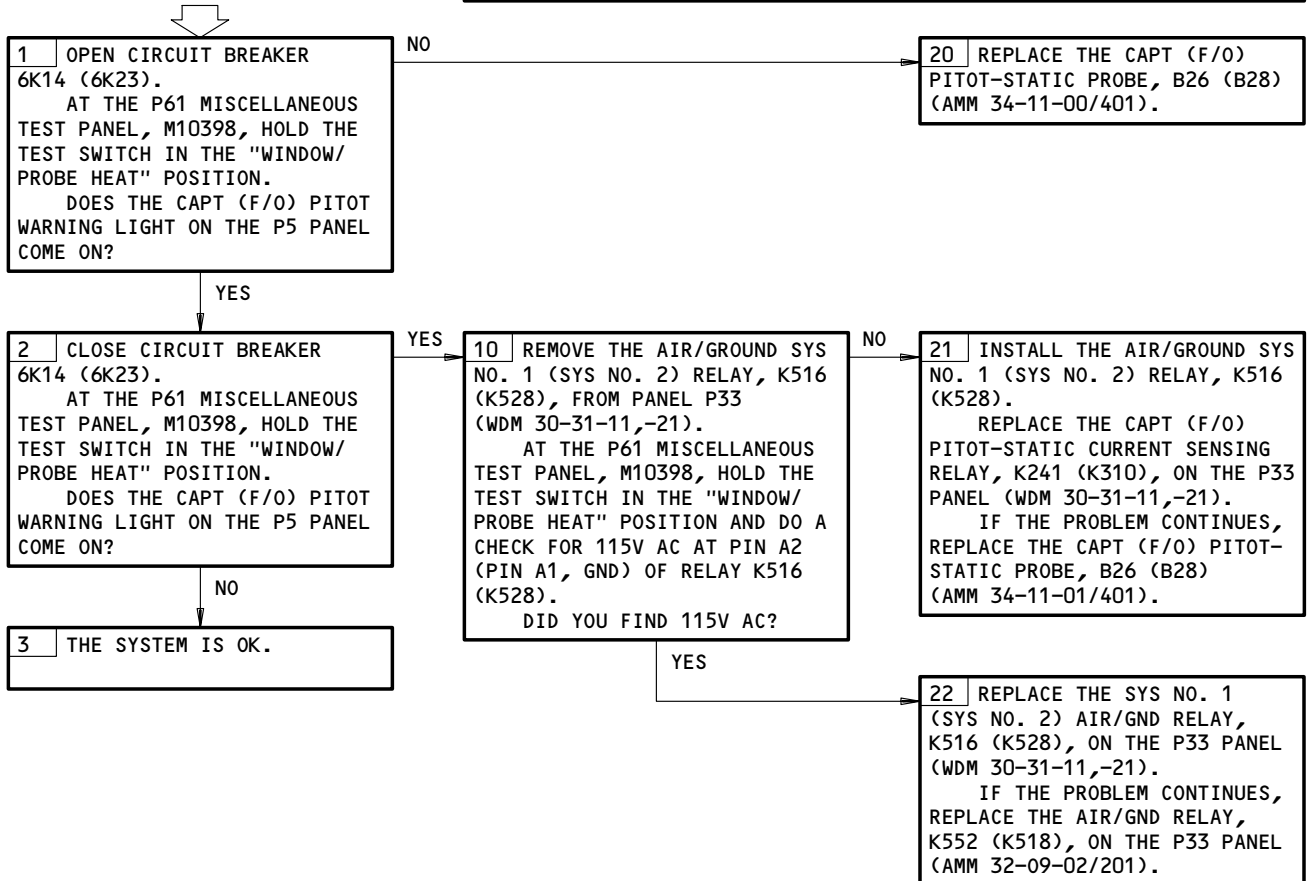 1 OPEN CIRCUIT BREAKER
6K14 (6K23).
AT THE P61 MISCELLANEOUS
TEST PANEL, M10398, HOLD THE
TEST SWITCH IN THE "WINDOW/
PROBE HEAT" POSITION.
DOES THE CAPT (F/O) PITOT
WARNING LIGHT ON THE P5 PANEL
COME ON?
NO
20 REPLACE THE CAPT (F/O)
PITOT-STATIC PROBE, B26 (B28)
(AMM 34-11-00/401).
YES
2 CLOSE CIRCUIT BREAKER
6K14 (6K23).
AT THE P61 MISCELLANEOUS
TEST PANEL, M10398, HOLD THE
TEST SWITCH IN THE "WINDOW/
PROBE HEAT" POSITION.
DOES THE CAPT (F/O) PITOT
WARNING LIGHT ON THE P5 PANEL
COME ON?
YES
10 REMOVE THE AIR/GROUND SYS
NO. 1 (SYS NO. 2) RELAY, K516
(K528), FROM PANEL P33
(WDM 30-31-11,-21).
AT THE P61 MISCELLANEOUS
TEST PANEL, M10398, HOLD THE
TEST SWITCH IN THE "WINDOW/
PROBE HEAT" POSITION AND DO A
CHECK FOR 115V AC AT PIN A2
(PIN A1, GND) OF RELAY K516
(K528).
DID YOU FIND 115V AC?
NO
21 INSTALL THE AIR/GROUND SYS
NO. 1 (SYS NO. 2) RELAY, K516
(K528).
REPLACE THE CAPT (F/O)
PITOT-STATIC CURRENT SENSING
RELAY, K241 (K310), ON THE P33
PANEL (WDM 30-31-11,-21).
IF THE PROBLEM CONTINUES,
REPLACE THE CAPT (F/O) PITOT-
STATIC PROBE, B26 (B28)
(AMM 34-11-01/401).
NO
3 THE SYSTEM IS OK.
YES
22 REPLACE THE SYS NO. 1
(SYS NO. 2) AIR/GND RELAY,
K516 (K528), ON THE P33 PANEL
(WDM 30-31-11,-21).
IF THE PROBLEM CONTINUES,
REPLACE THE AIR/GND RELAY,
K552 (K518), ON THE P33 PANEL
(AMM 32-09-02/201).